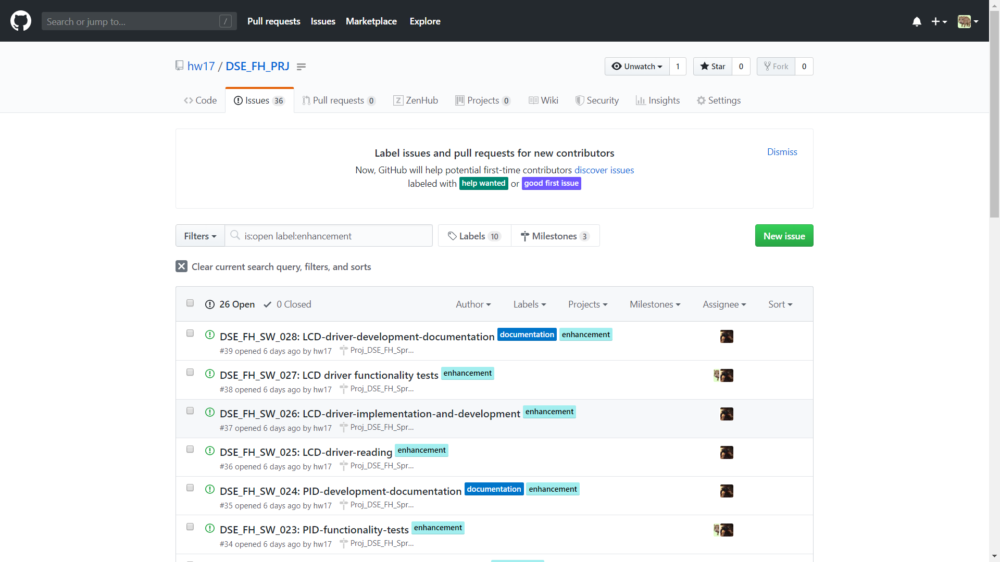 Search or jump to... /
Pull requests Issues Marketplace Explore
hw17 / DSE_FH_PRJ
Unwatch 1 Star 0 Fork 0
Code Issues 36 Pull requests 0 ZenHub Projects 0 Wiki Security Insights Settings
Label issues and pull requests for new contributors
Dismiss
Now, GitHub will help potential first-time contributors discover issues
labeled with help wanted or good first issue
Filters is:open label:enhancement Labels 10 Milestones 3 New issue
Clear current search query, filters, and sorts
26 Open 0 Closed Author Labels Projects Milestones Assignee Sort
DSE_FH_SW_028: LCD-driver-development-documentation documentation enhancement
#39 opened 6 days ago by hw17 Proj_DSE_FH_Spr...
DSE_FH_SW_027: LCD driver functionality tests enhancement
#38 opened 6 days ago by hw17 Proj_DSE_FH_Spr...
DSE_FH_SW_026: LCD-driver-implementation-and-development enhancement
#37 opened 6 days ago by hw17 Proj_DSE_FH_Spr...
DSE_FH_SW_025: LCD-driver-reading enhancement
#36 opened 6 days ago by hw17 Proj_DSE_FH_Spr...
DSE_FH_SW_024: PID-development-documentation documentation enhancement
#35 opened 6 days ago by hw17 Proj_DSE_FH_Spr...
DSE_FH_SW_023: PID-functionality-tests enhancement
#34 opened 6 days ago by hw17 Proj_DSE_FH_Spr...